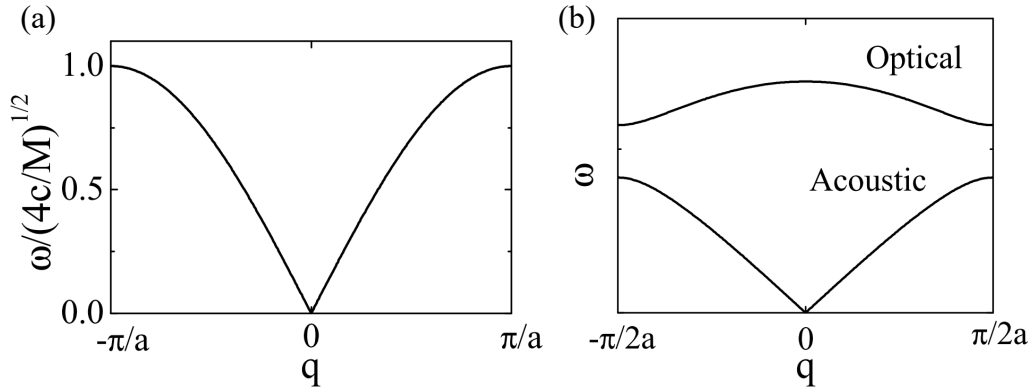 (a)
ω/(4c/M)^1/2
1.0
0.5
0.0
-π/a
0
π/a
q
(b)
ω
Optical
Acoustic
-π/2a
0
π/2a
q